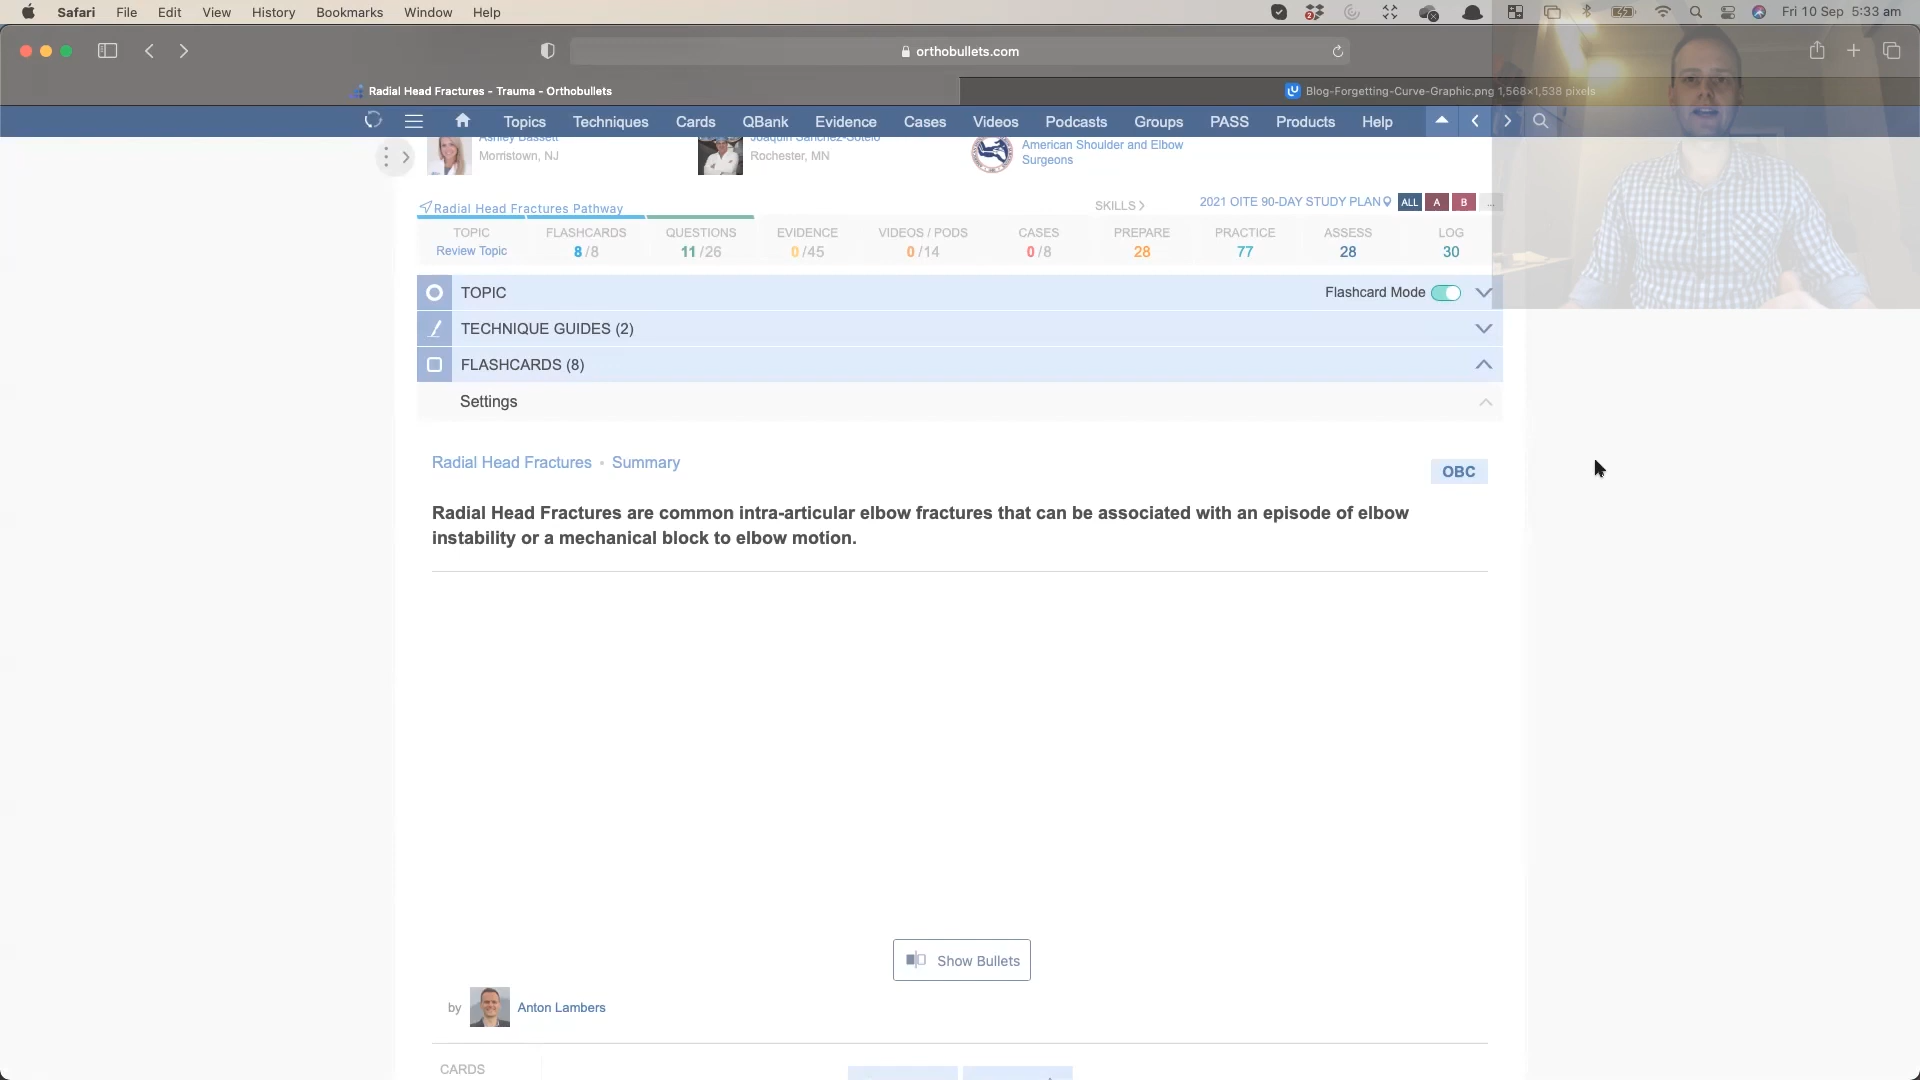 Safari File Edit View History Bookmarks Window Help
2
Fri 10 Sep 5:33 am
orthobullets.com
Radial Head Fractures - Trauma - Orthobullets
Blog-Forgetting-Curve-Graphic.png 1,568×1,538 pixels
Topics Techniques Cards QBank Evidence Cases Videos Podcasts Groups PASS Products Help
Ashley Bassett
Morristown, NJ
Joaquin Sanchez-Sotelo
Rochester, MN
American Shoulder and Elbow
Surgeons
Radial Head Fractures Pathway
SKILLS
2021 OITE 90-DAY STUDY PLAN ALL A B ...
TOPIC FLASHCARDS QUESTIONS EVIDENCE VIDEOS / PODS CASES PREPARE PRACTICE ASSESS LOG
Review Topic 8/8 11/26 0/45 0/14 0/8 28 77 28 30
TOPIC
Flashcard Mode
TECHNIQUE GUIDES (2)
FLASHCARDS (8)
Settings
Radial Head Fractures • Summary
OBC
Radial Head Fractures are common intra-articular elbow fractures that can be associated with an episode of elbow
instability or a mechanical block to elbow motion.
Show Bullets
by Anton Lambers
CARDS